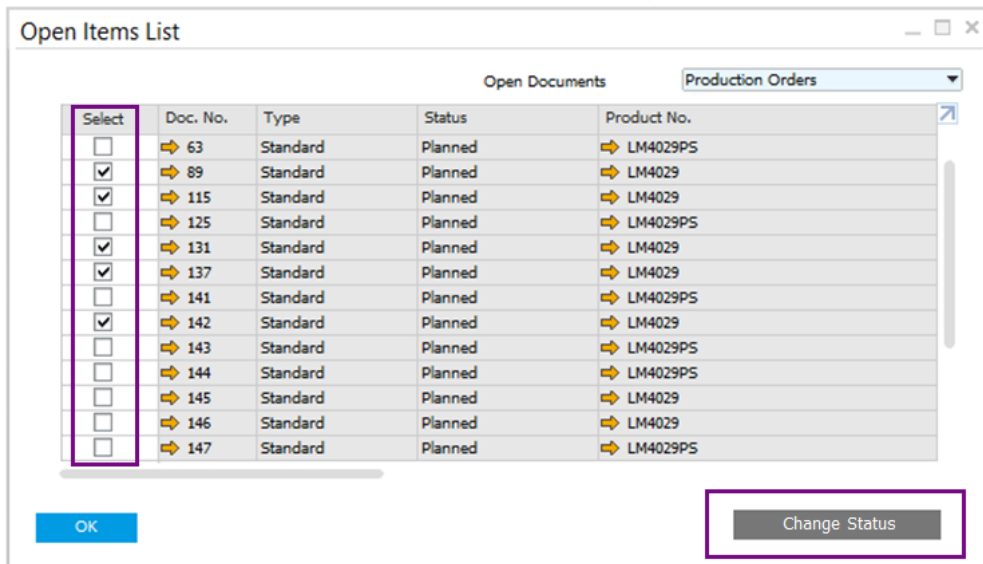 Open Items List
Open Documents Production Orders
Select Doc. No. Type Status Product No.
63 Standard Planned LM4029PS
89 Standard Planned LM4029
115 Standard Planned LM4029
125 Standard Planned LM4029PS
131 Standard Planned LM4029
137 Standard Planned LM4029
141 Standard Planned LM4029PS
142 Standard Planned LM4029
143 Standard Planned LM4029PS
144 Standard Planned LM4029PS
145 Standard Planned LM4029
146 Standard Planned LM4029
147 Standard Planned LM4029PS
OK Change Status